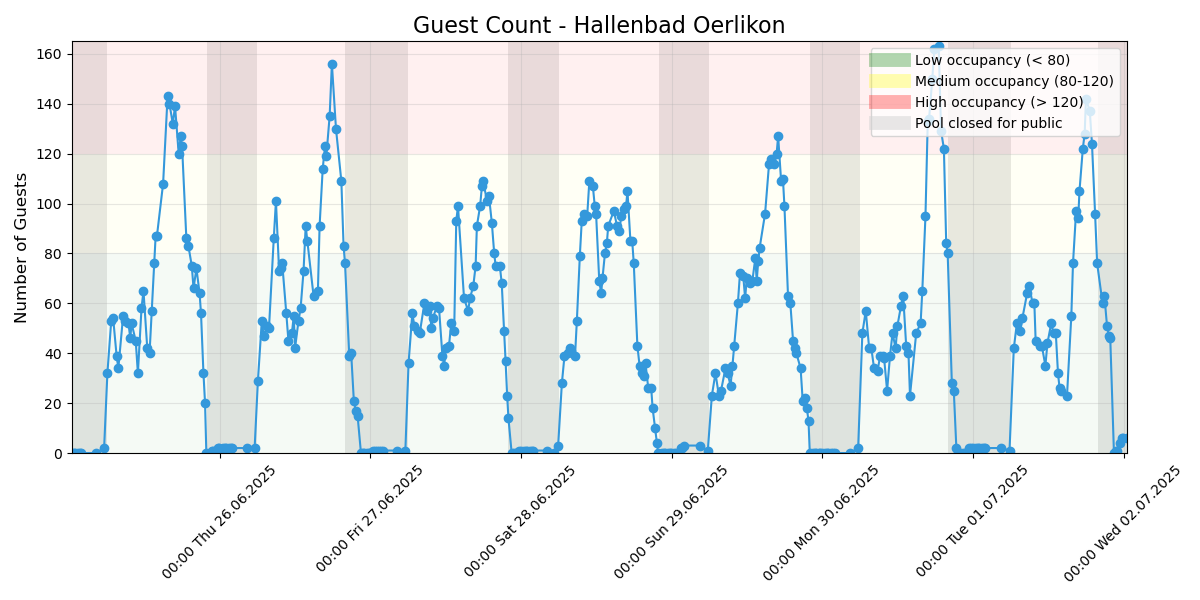 Guest Count - Hallenbad Oerlikon
Number of Guests
160
140
120
100
80
60
40
20
0
Low occupancy (< 80)
Medium occupancy (80-120)
High occupancy (> 120)
Pool closed for public
00:00 Thu 26.06.2025
00:00 Fri 27.06.2025
00:00 Sat 28.06.2025
00:00 Sun 29.06.2025
00:00 Mon 30.06.2025
00:00 Tue 01.07.2025
00:00 Wed 02.07.2025